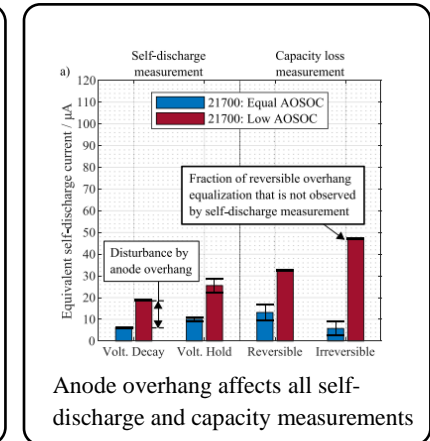 Self-discharge
measurement
Capacity loss
measurement
a)
120
110
100
90
80
70
60
50
40
30
20
10
0
Equivalent self-discharge current / μA
21700: Equal AOSOC
21700: Low AOSOC
Fraction of reversible overhang
equalization that is not observed
by self-discharge measurement
Disturbance by
anode overhang
Volt. Decay Volt. Hold Reversible Irreversible
Anode overhang affects all self-
discharge and capacity measurements